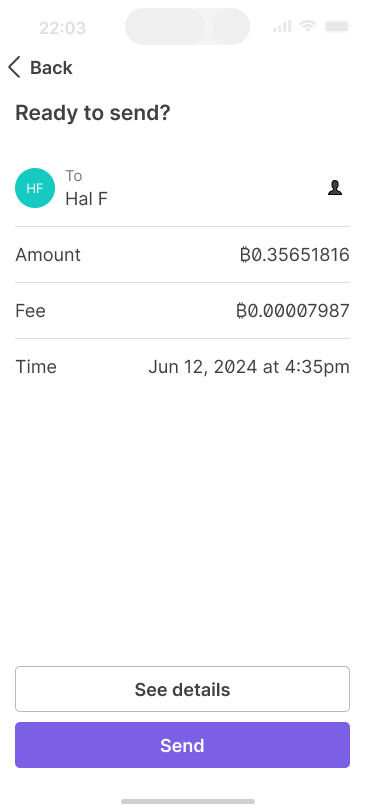 22:03
Back
Ready to send?
HF
To
Hal F
Amount
₿0.35651816
Fee
₿0.00007987
Time
Jun 12, 2024 at 4:35pm
See details
Send